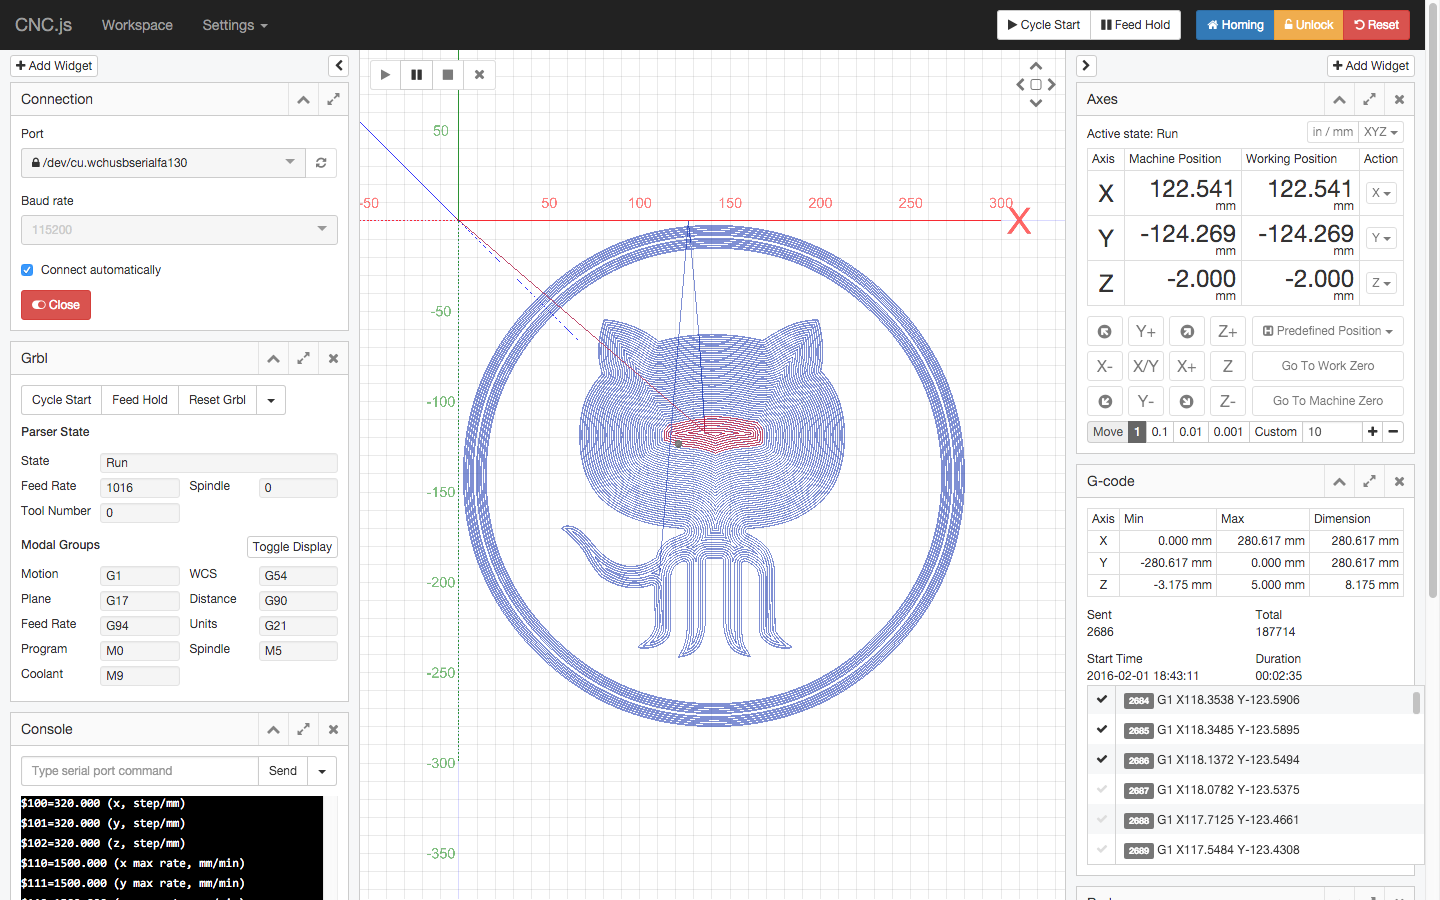 CNC.js Workspace Settings Cycle Start Feed Hold Homing Unlock Reset
Add Widget
Connection
Port
/dev/cu.wchusbserialfa130
Baud rate
115200
Connect automatically
Close
Grbl
Cycle Start Feed Hold Reset Grbl
Parser State
State Run
Feed Rate 1016 Spindle 0
Tool Number 0
Modal Groups Toggle Display
Motion G1 WCS G54
Plane G17 Distance G90
Feed Rate G94 Units G21
Program M0 Spindle M5
Coolant M9
Console
Type serial port command Send
$100=320.000 (x, step/mm)
$101=320.000 (y, step/mm)
$102=320.000 (z, step/mm)
$110=1500.000 (x max rate, mm/min)
$111=1500.000 (y max rate, mm/min)
50
-50 50 100 150 200 250 300 X
-50
-100
-150
-200
-250
-300
-350
Add Widget
Axes
Active state: Run in / mm XYZ
Axis Machine Position Working Position Action
X 122.541 mm 122.541 mm X
Y -124.269 mm -124.269 mm Y
Z -2.000 mm -2.000 mm Z
Y+ Z+ Predefined Position
X- X/Y X+ Z Go To Work Zero
Y- Z- Go To Machine Zero
Move 1 0.1 0.01 0.001 Custom 10
G-code
Axis Min Max Dimension
X 0.000 mm 280.617 mm 280.617 mm
Y -280.617 mm 0.000 mm 280.617 mm
Z -3.175 mm 5.000 mm 8.175 mm
Sent Total
2686 187714
Start Time Duration
2016-02-01 18:43:11 00:02:35
2684 G1 X118.3538 Y-123.5906
2685 G1 X118.3485 Y-123.5895
2686 G1 X118.1372 Y-123.5494
2687 G1 X118.0782 Y-123.5375
2688 G1 X117.7125 Y-123.4661
2689 G1 X117.5484 Y-123.4308